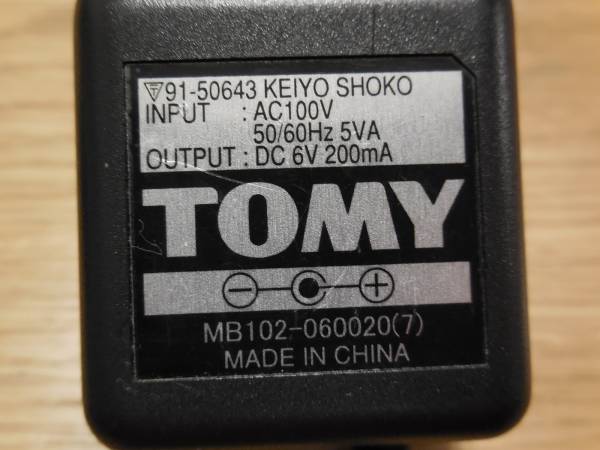 91-50643 KEIYO SHOKO
INPUT : AC100V
50/60Hz 5VA
OUTPUT : DC 6V 200mA
TOMY
MB102-060020(7)
MADE IN CHINA